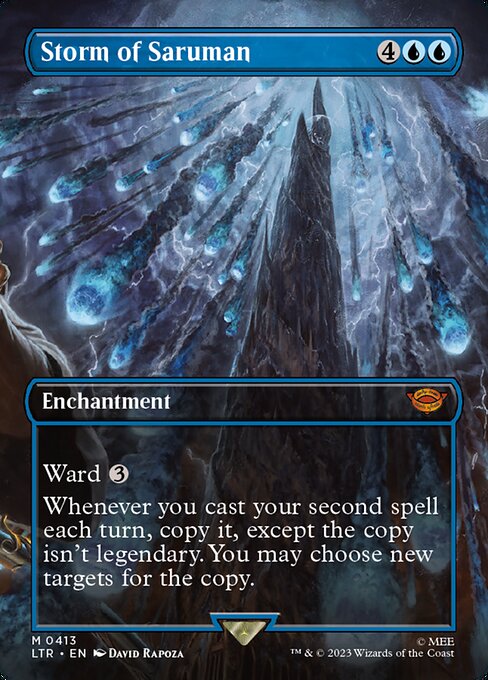 Storm of Saruman 4
Enchantment
Ward 3
Whenever you cast your second spell
each turn, copy it, except the copy
isn't legendary. You may choose new
targets for the copy.
M 0413 © MEE
LTR • EN David Rapoza ™ & © 2023 Wizards of the Coast